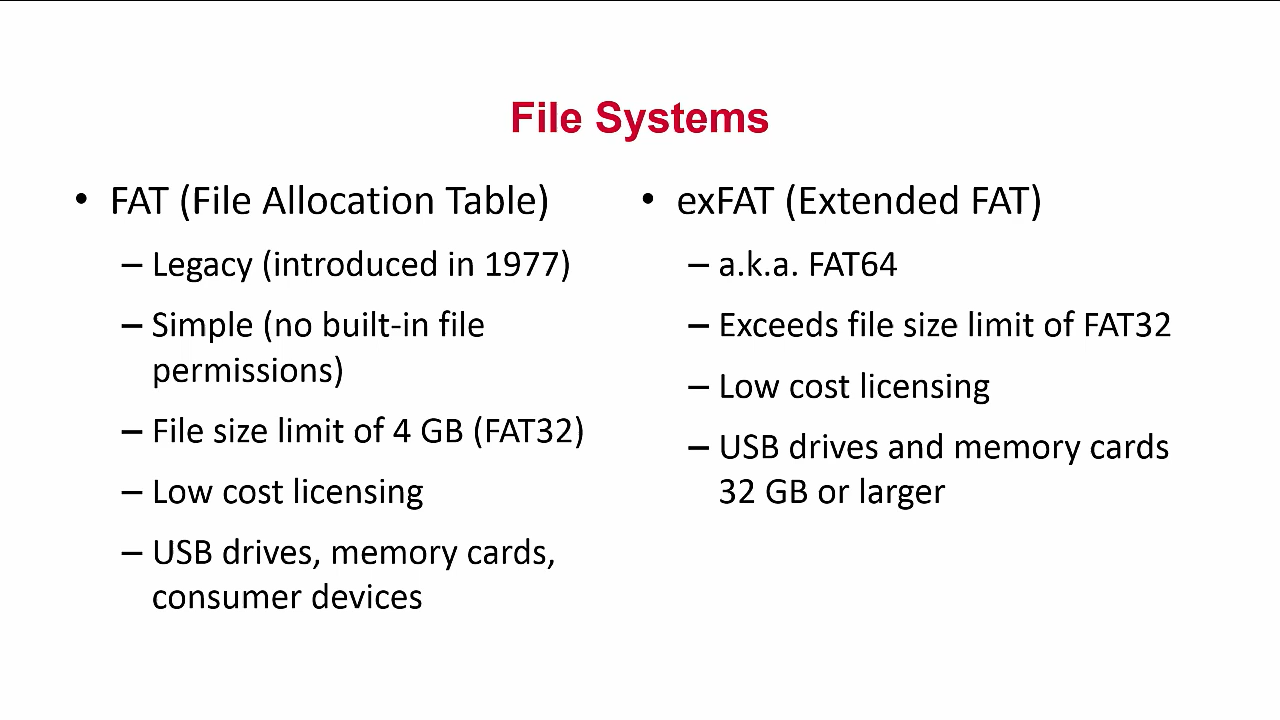 File Systems
• FAT (File Allocation Table)
– Legacy (introduced in 1977)
– Simple (no built-in file
permissions)
– File size limit of 4 GB (FAT32)
– Low cost licensing
– USB drives, memory cards,
consumer devices
• exFAT (Extended FAT)
– a.k.a. FAT64
– Exceeds file size limit of FAT32
– Low cost licensing
– USB drives and memory cards
32 GB or larger